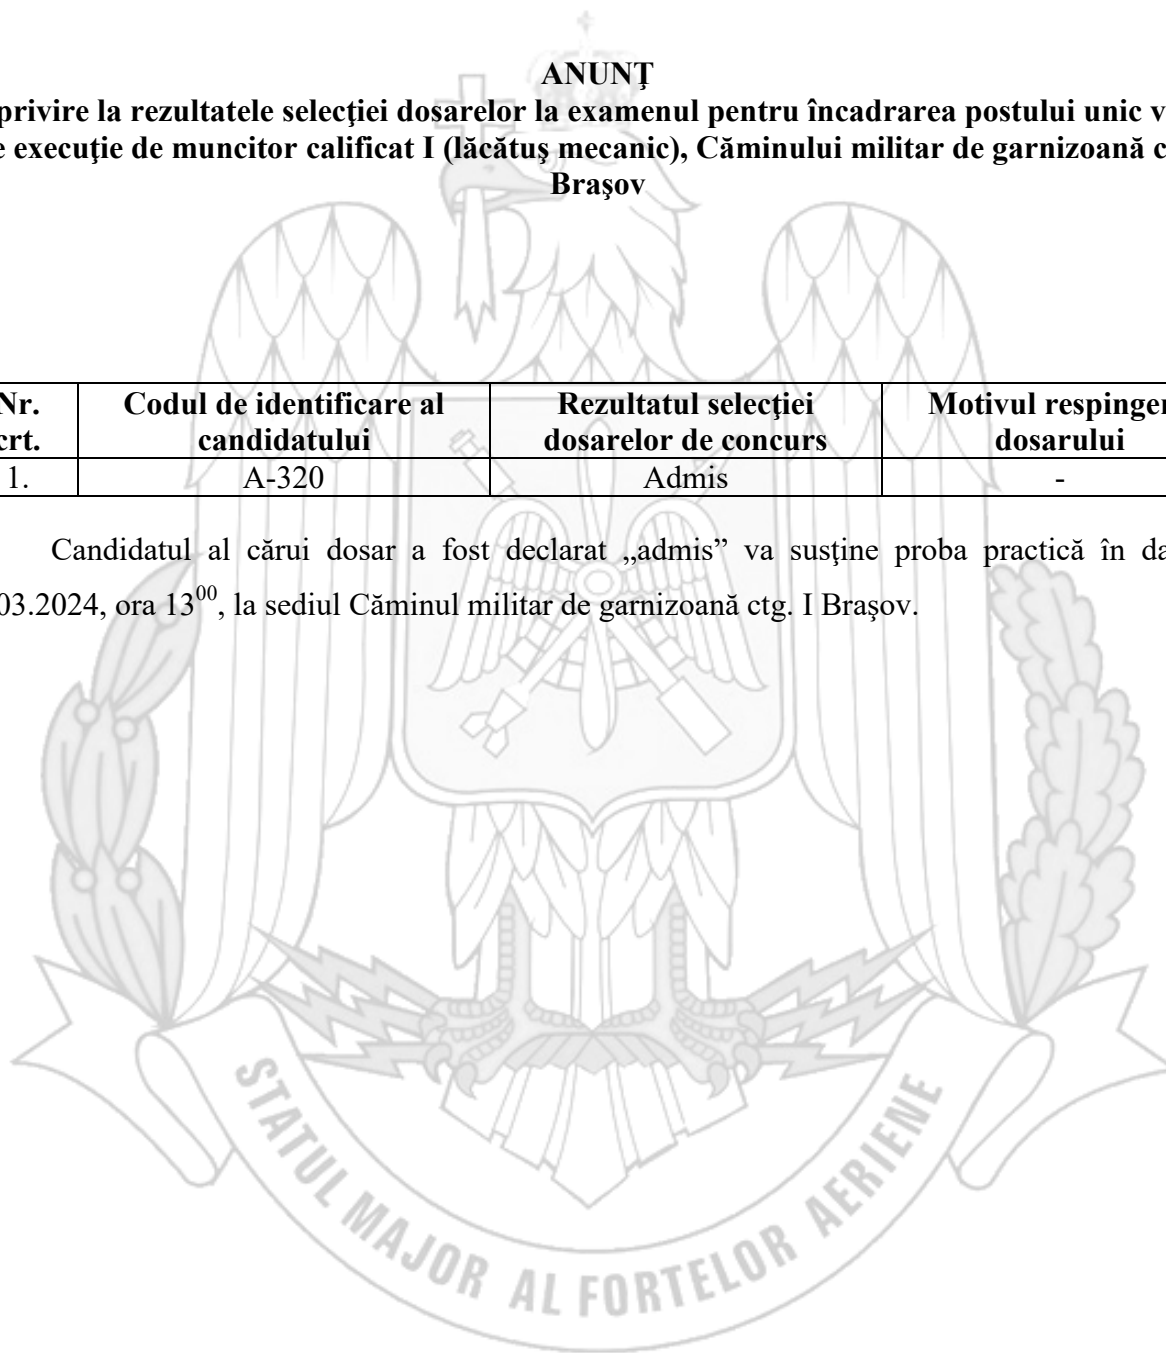 ANUNŢ
privire la rezultatele selecţiei dosarelor la examenul pentru încadrarea postului unic v
e execuţie de muncitor calificat I (lăcătuş mecanic), Căminului militar de garnizoană c
Braşov
Nr. crt. Codul de identificare al candidatului Rezultatul selecţiei dosarelor de concurs Motivul respinger dosarului
1. A-320 Admis -
Candidatul al cărui dosar a fost declarat „admis” va susţine proba practică în da
03.2024, ora 13⁰⁰, la sediul Căminul militar de garnizoană ctg. I Braşov.
STATUL MAJOR AL FORTELOR AERIENE